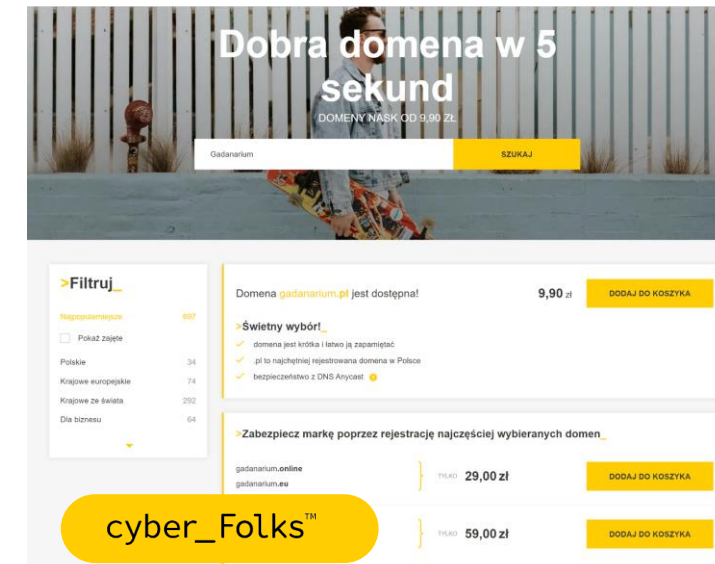 Dobra domena w 5
sekund
DOMENY NASK OD 9,90 ZŁ
Gadanarium
SZUKAJ
>Filtruj_
Najpopularniejsze 697
Pokaż zajęte
Polskie 34
Krajowe europejskie 74
Krajowe ze świata 292
Dla biznesu 64
Domena gadanarium.pl jest dostępna!
9,90 zł
DODAJ DO KOSZYKA
>Świetny wybór!_
domena jest krótka i łatwo ją zapamiętać
.pl to najchętniej rejestrowana domena w Polsce
bezpieczeństwo z DNS Anycast
>Zabezpiecz markę poprzez rejestrację najczęściej wybieranych domen_
gadanarium.online
gadanarium.eu
TYLKO 29,00 zł
DODAJ DO KOSZYKA
TYLKO 59,00 zł
DODAJ DO KOSZYKA
cyber_Folks™